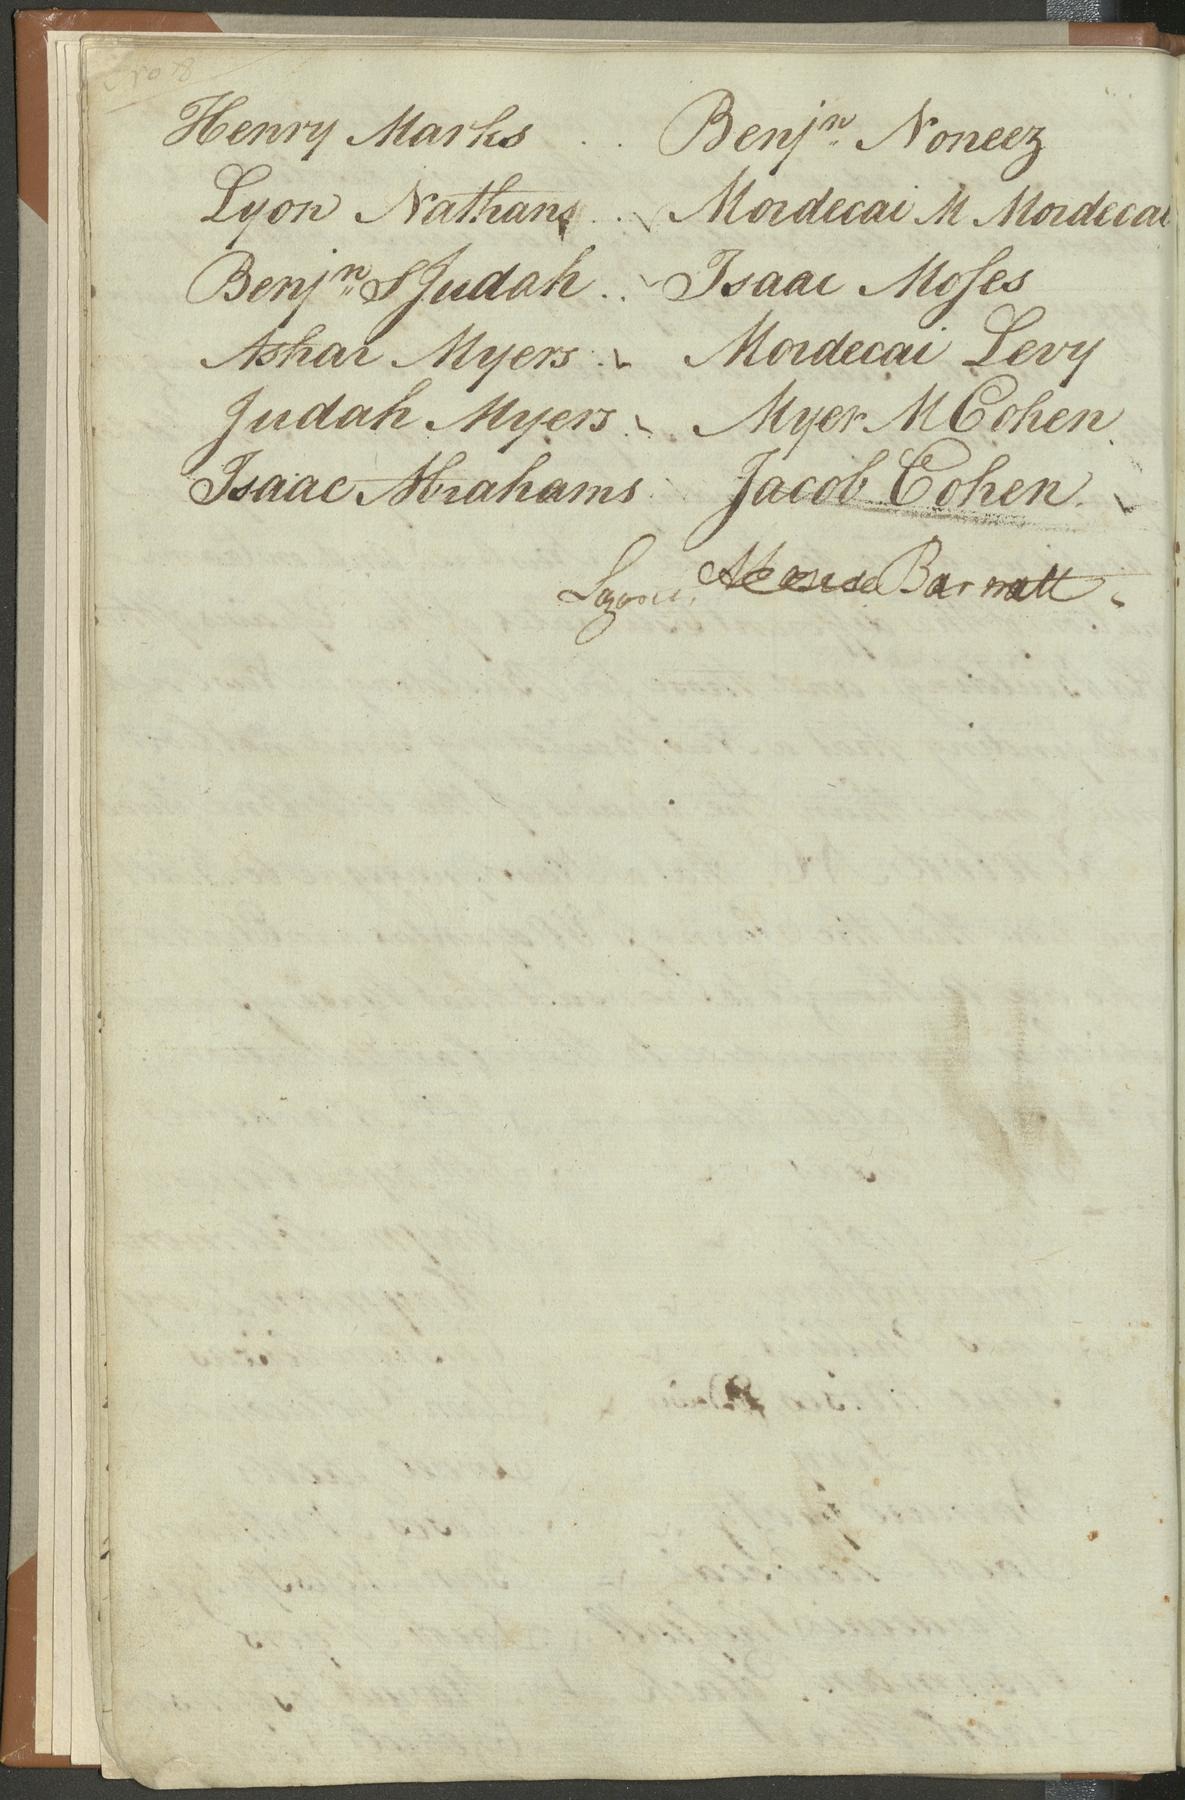 Henry Marks . . Benjn. Noneez
Lyon Nathans . . Mordecai M Mordecai
Benjn. S Judah . . Isaac Moses
Ashar Myers . Mordecai Levy
Judah Myers . Myer M Cohen
Isaac Abrahams Jacob Cohen .
Barnatt